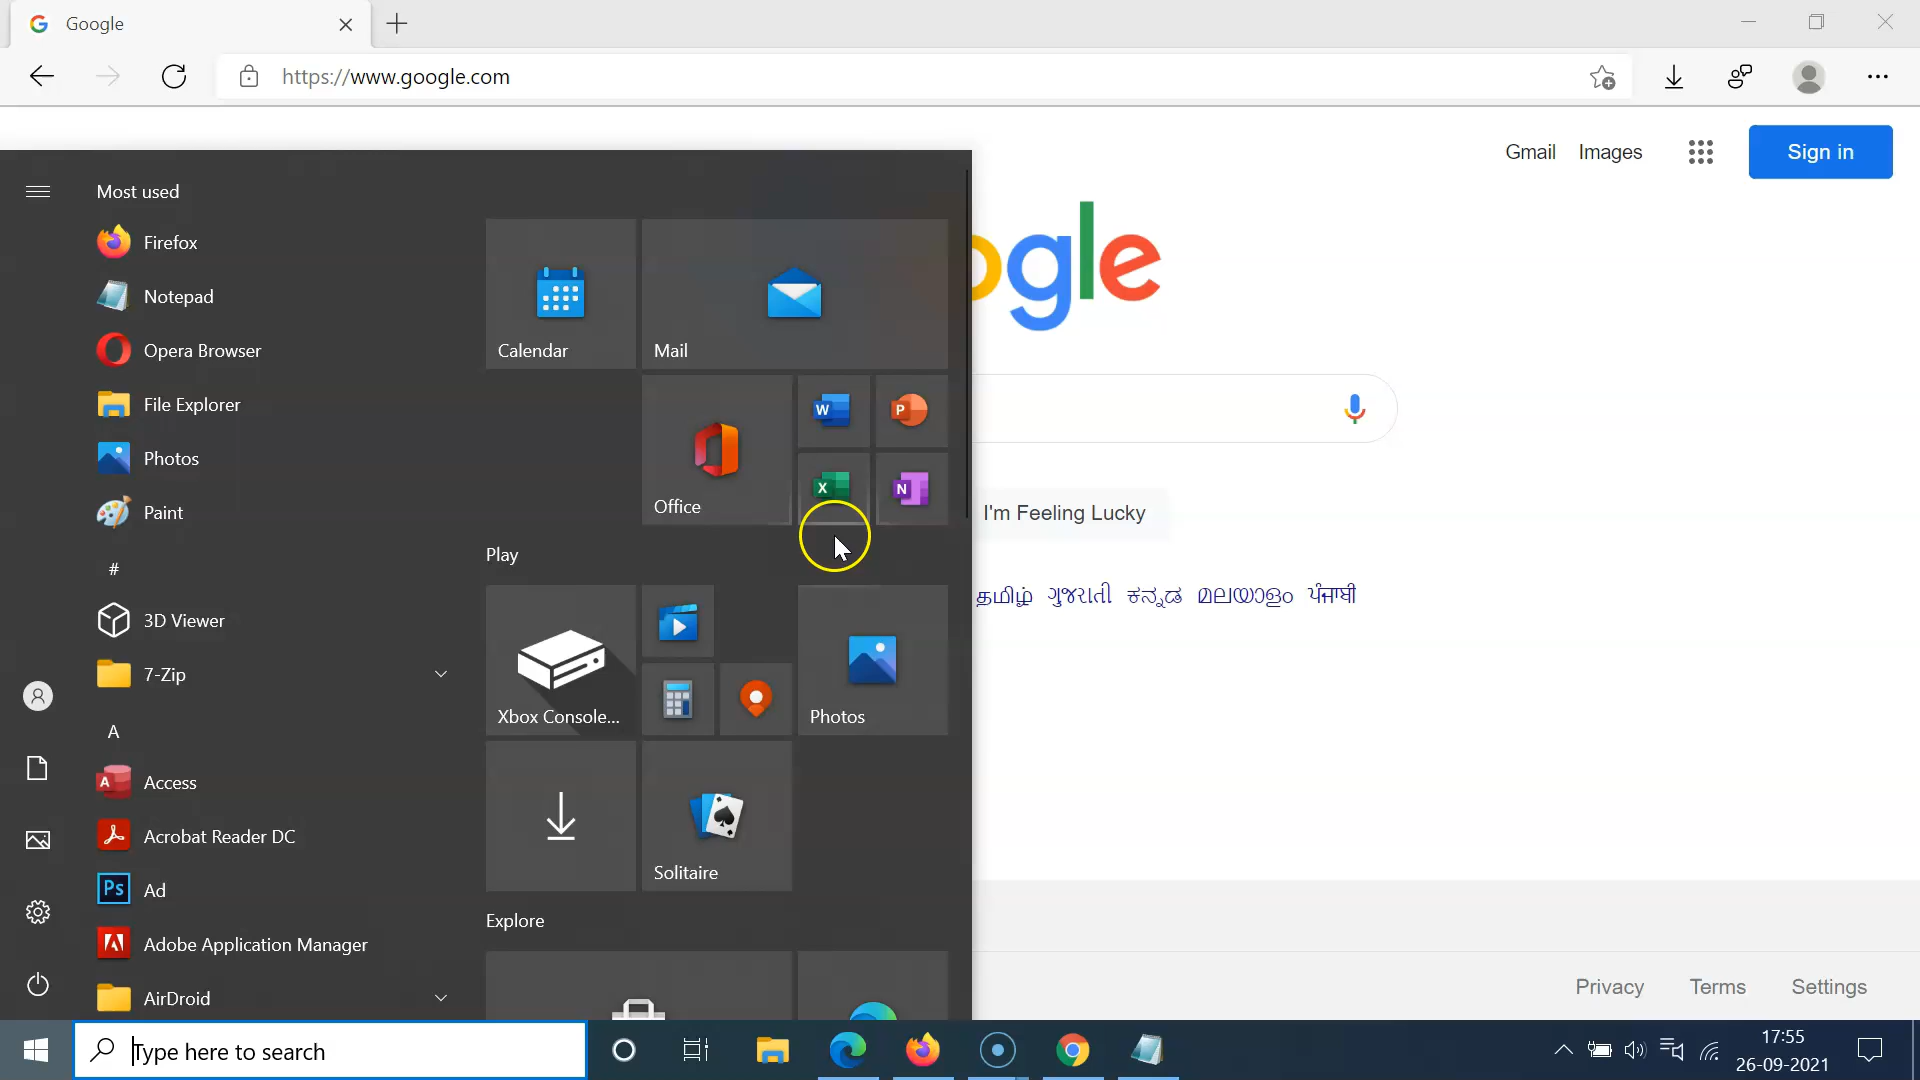 Google
https://www.google.com
Gmail
Images
Sign in
ogle
I'm Feeling Lucky
தமிழ் ગુજરાતી ಕನ್ನಡ മലയാളം ਪੰਜਾਬੀ
Privacy
Terms
Settings
Most used
Firefox
Notepad
Opera Browser
File Explorer
Photos
Paint
#
3D Viewer
7-Zip
A
Access
Acrobat Reader DC
Ad
Adobe Application Manager
AirDroid
Calendar
Mail
Office
Play
Xbox Console...
Photos
Solitaire
Explore
Type here to search
17:55
26-09-2021